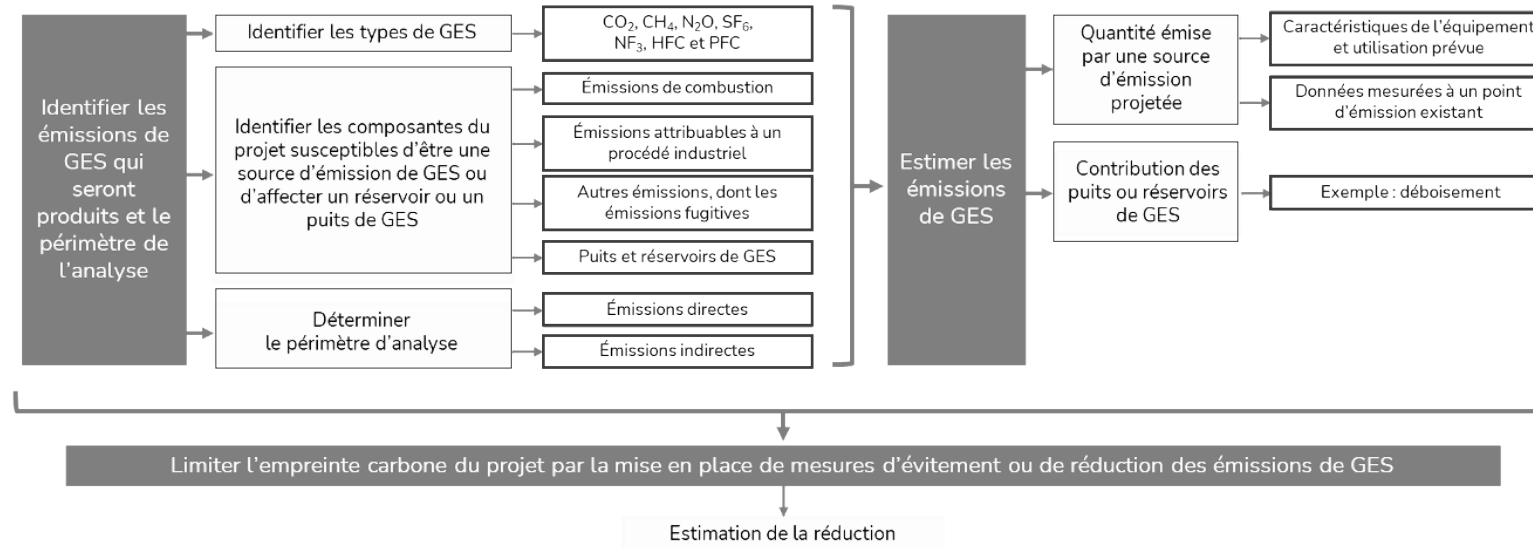 Identifier les
émissions de
GES qui
seront
produits et le
périmètre de
l'analyse
Identifier les types de GES
CO₂, CH₄, N₂O, SF₆,
NF₃, HFC et PFC
Identifier les composantes du
projet susceptibles d'être une
source d'émission de GES ou
d'affecter un réservoir ou un
puits de GES
Émissions de combustion
Émissions attribuables à un
procédé industriel
Autres émissions, dont les
émissions fugitives
Puits et réservoirs de GES
Déterminer
le périmètre d'analyse
Émissions directes
Émissions indirectes
Estimer les
émissions
de GES
Quantité émise
par une source
d'émission
projetée
Caractéristiques de l'équipement
et utilisation prévue
Données mesurées à un point
d'émission existant
Contribution des
puits ou réservoirs
de GES
Exemple : déboisement
Limiter l'empreinte carbone du projet par la mise en place de mesures d'évitement ou de réduction des émissions de GES
Estimation de la réduction